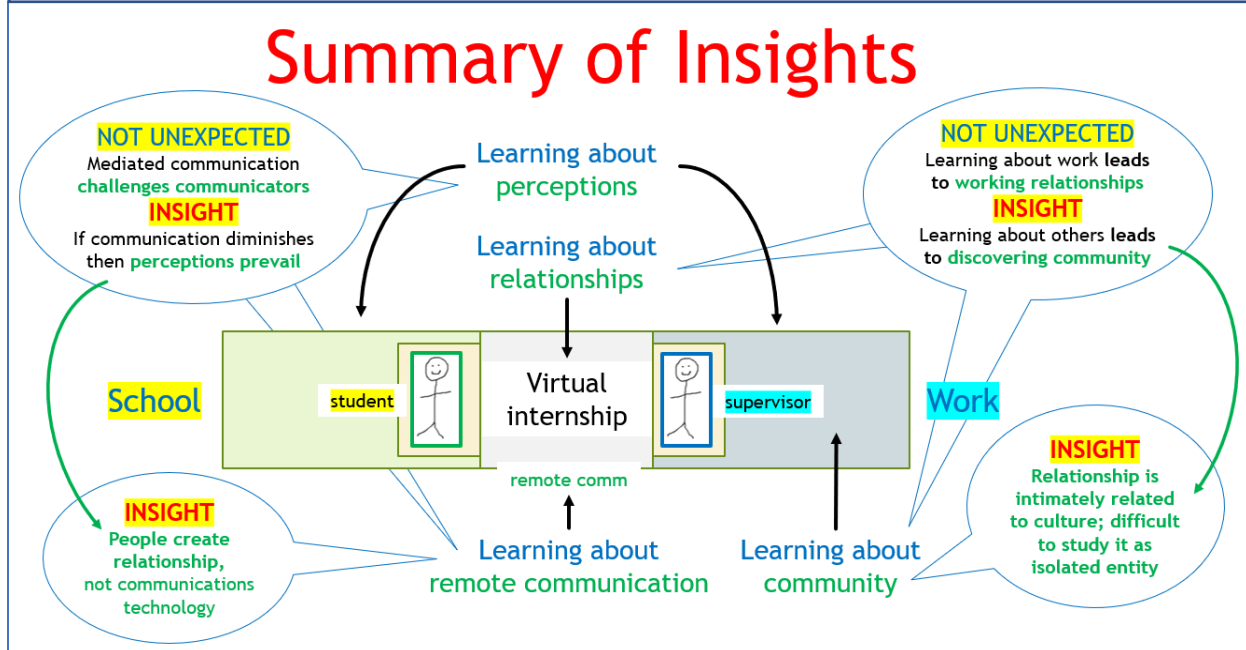 Summary of Insights
NOT UNEXPECTED
Mediated communication
challenges communicators
INSIGHT
If communication diminishes
then perceptions prevail
Learning about
perceptions
Learning about
relationships
NOT UNEXPECTED
Learning about work leads
to working relationships
INSIGHT
Learning about others leads
to discovering community
School
student
Virtual
internship
supervisor
Work
remote comm
INSIGHT
People create
relationship,
not communications
technology
Learning about
remote communication
Learning about
community
INSIGHT
Relationship is
intimately related
to culture; difficult
to study it as
isolated entity